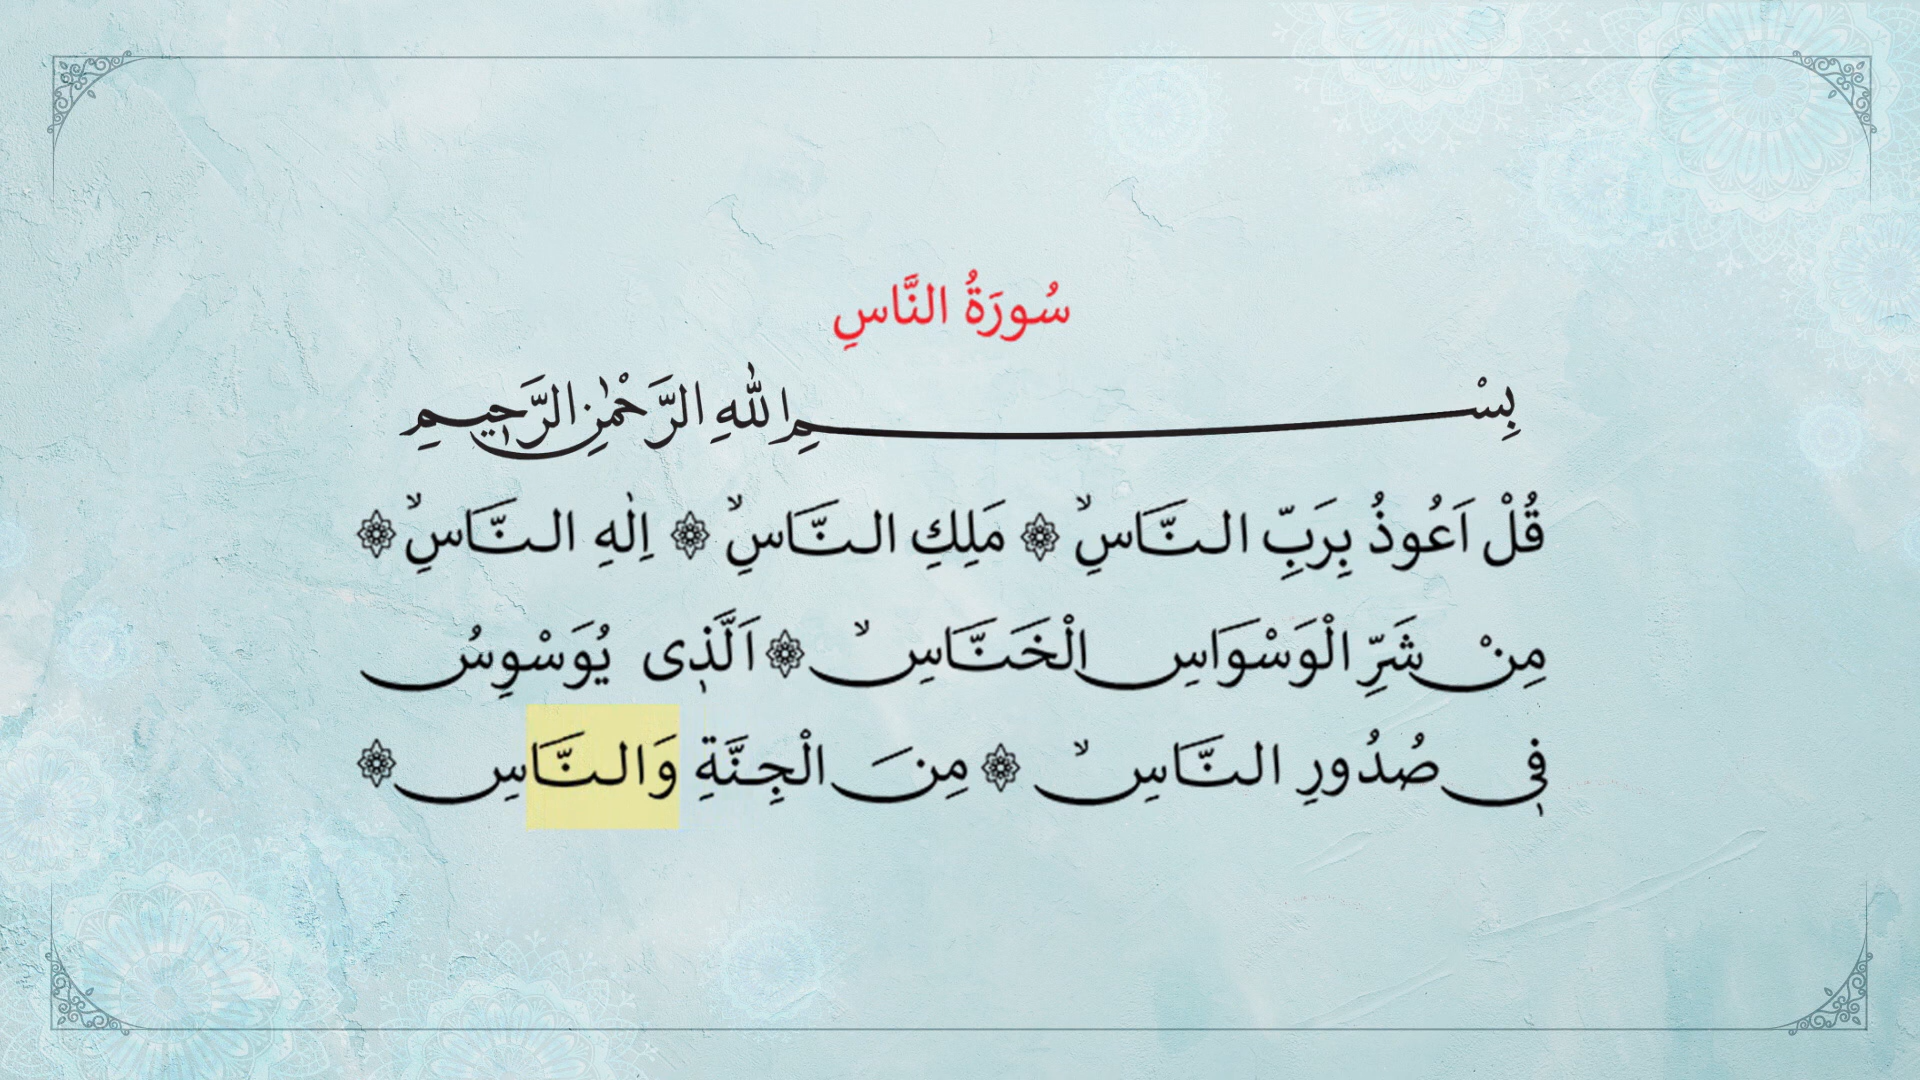 سُورَةُ النَّاسِ
بِسْمِ اللّٰهِ الرَّحْمٰنِ الرَّحِيمِ
قُلْ اَعُوذُ بِرَبِّ النَّاسِۙ ۞ مَلِكِ النَّاسِۙ ۞ اِلٰهِ النَّاسِۙ ۞
مِنْ شَرِّ الْوَسْوَاسِ الْخَنَّاسِۙ ۞ اَلَّذٖى يُوَسْوِسُ
فٖى صُدُورِ النَّاسِۙ ۞ مِنَ الْجِنَّةِ وَالنَّاسِ ۞